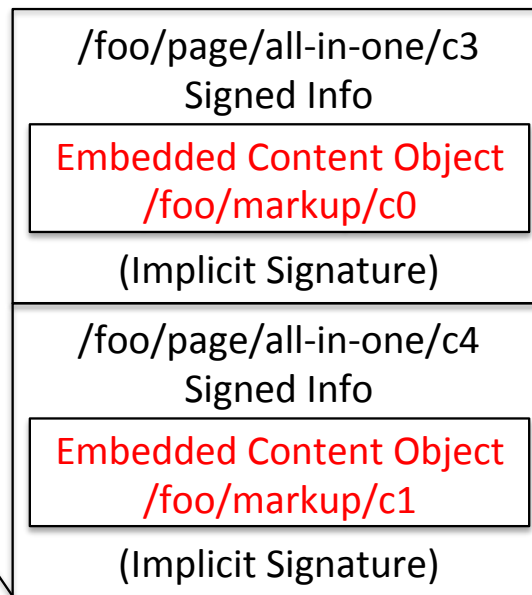 /foo/page/all-in-one/c3
Signed Info
Embedded Content Object
/foo/markup/c0
(Implicit Signature)
/foo/page/all-in-one/c4
Signed Info
Embedded Content Object
/foo/markup/c1
(Implicit Signature)